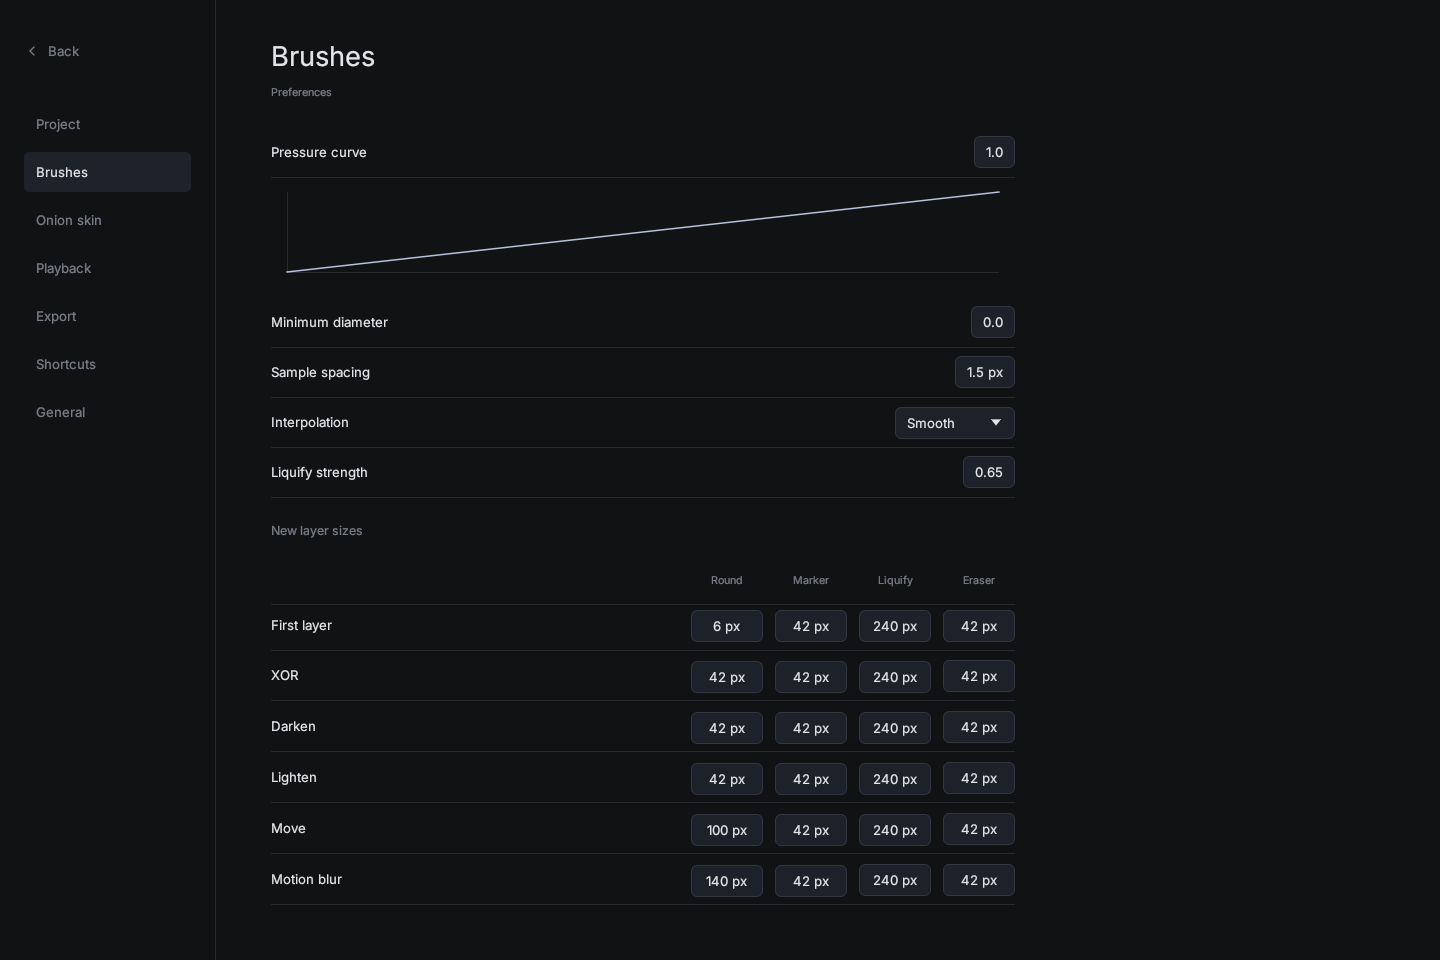 Back
Project
Brushes
Onion skin
Playback
Export
Shortcuts
General
Brushes
Preferences
Pressure curve 1.0
Minimum diameter 0.0
Sample spacing 1.5 px
Interpolation Smooth
Liquify strength 0.65
New layer sizes
Round Marker Liquify Eraser
First layer 6 px 42 px 240 px 42 px
XOR 42 px 42 px 240 px 42 px
Darken 42 px 42 px 240 px 42 px
Lighten 42 px 42 px 240 px 42 px
Move 100 px 42 px 240 px 42 px
Motion blur 140 px 42 px 240 px 42 px